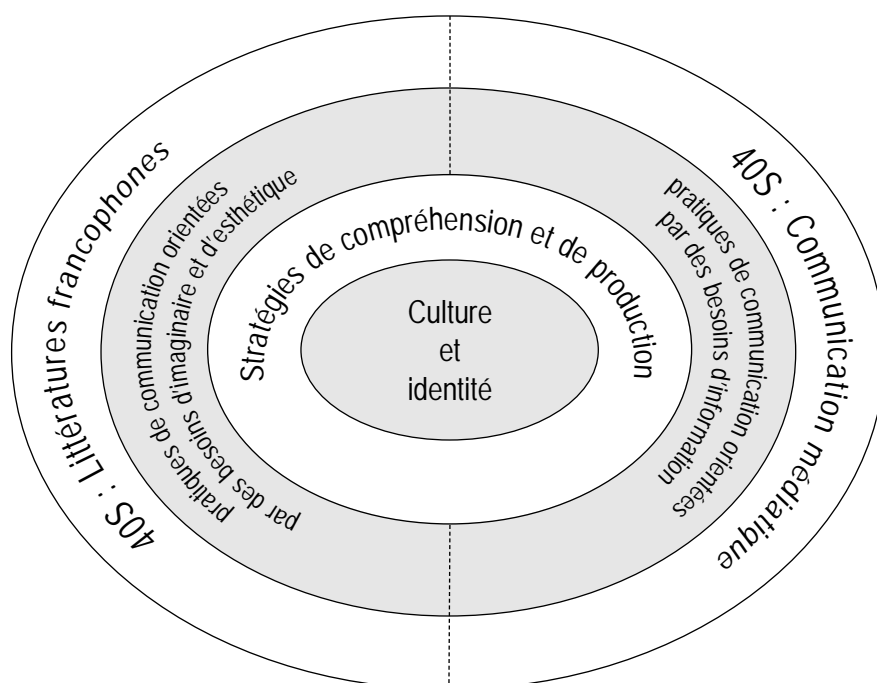 40S : Littératures francophones
pratiques de communication orientées
par des besoins d'imaginaire et d'esthétique
Stratégies de compréhension et de production
Culture
et
identité
pratiques de communication orientées
par des besoins d'information
40S : Communication médiatique